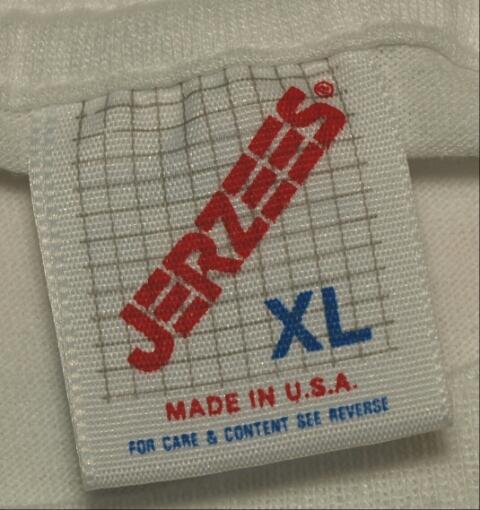 JERZEES®
XL
MADE IN U.S.A.
FOR CARE & CONTENT SEE REVERSE